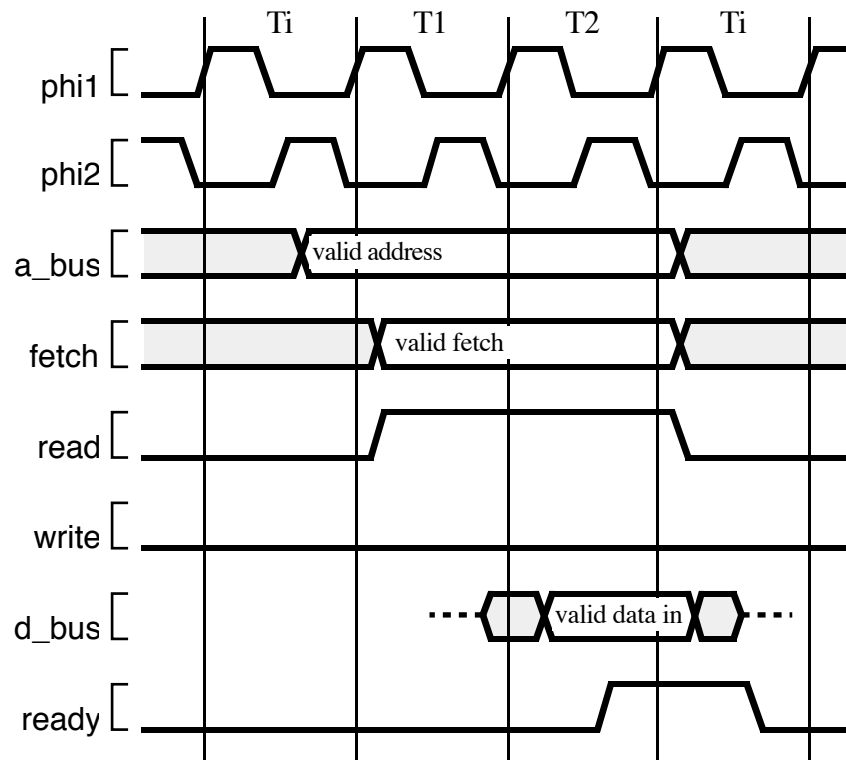 Ti T1 T2 Ti
phi1
phi2
a_bus valid address
fetch valid fetch
read
write
d_bus valid data in
ready